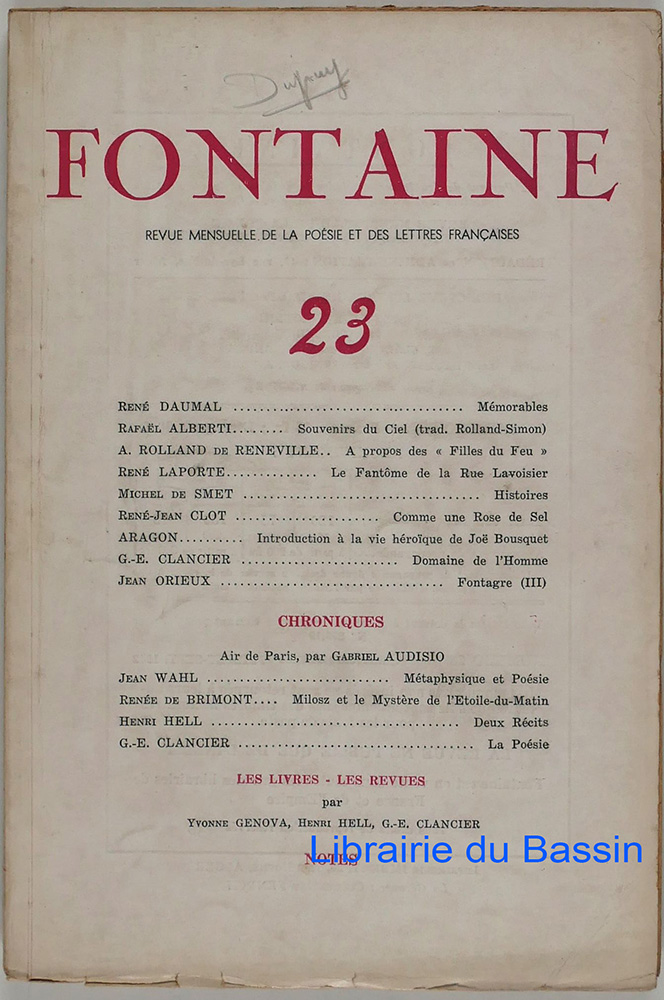 Dupuy
FONTAINE
REVUE MENSUELLE DE LA POÉSIE ET DES LETTRES FRANÇAISES
23
RENÉ DAUMAL ........................................ Mémorables
RAFAËL ALBERTI........ Souvenirs du Ciel (trad. Rolland-Simon)
A. ROLLAND DE RENEVILLE.. A propos des « Filles du Feu »
RENÉ LAPORTE.............. Le Fantôme de la Rue Lavoisier
MICHEL DE SMET .................................... Histoires
RENÉ-JEAN CLOT ...................... Comme une Rose de Sel
ARAGON.......... Introduction à la vie héroïque de Joë Bousquet
G.-E. CLANCIER ........................ Domaine de l'Homme
JEAN ORIEUX .................................. Fontagre (III)
CHRONIQUES
Air de Paris, par GABRIEL AUDISIO
JEAN WAHL ............................ Métaphysique et Poésie
RENÉE DE BRIMONT.... Milosz et le Mystère de l'Etoile-du-Matin
HENRI HELL ...................................... Deux Récits
G.-E. CLANCIER .................................... La Poésie
LES LIVRES - LES REVUES
par
YVONNE GENOVA, HENRI HELL, G.-E. CLANCIER
Librairie du Bassin
NOTES